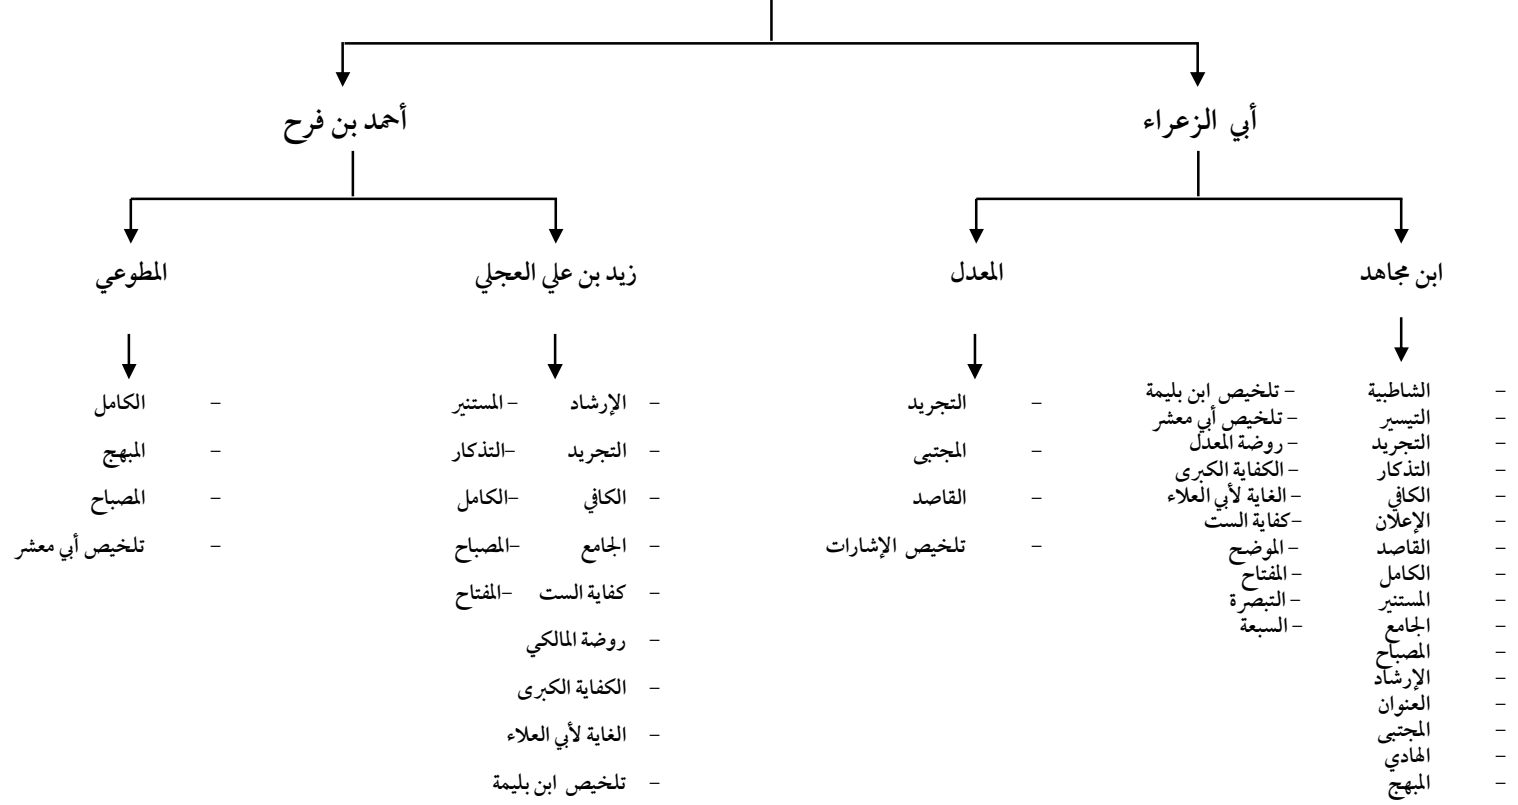 أبي الزعراء
أحمد بن فرح
ابن مجاهد
المعدل
زيد بن علي العجلي
المطوعي
- الشاطبية
- التيسير
- التجريد
- التذكار
- الكافي
- الإعلان
- القاصد
- الكامل
- المستنير
- الجامع
- المصباح
- الإرشاد
- العنوان
- المجتبى
- الهادي
- المبهج
- تلخيص ابن بليمة
- تلخيص أبي معشر
- روضة المعدل
- الكفاية الكبرى
- الغاية لأبي العلاء
-كفاية الست
- الموضح
- المفتاح
- التبصرة
- السبعة
- التجريد
- المجتبى
- القاصد
- تلخيص الإشارات
- الإرشاد - المستنير
- التجريد -التذكار
- الكافي -الكامل
- الجامع -المصباح
- كفاية الست -المفتاح
- روضة المالكي
- الكفاية الكبرى
- الغاية لأبي العلاء
- تلخيص ابن بليمة
- الكامل
- المبهج
- المصباح
- تلخيص أبي معشر